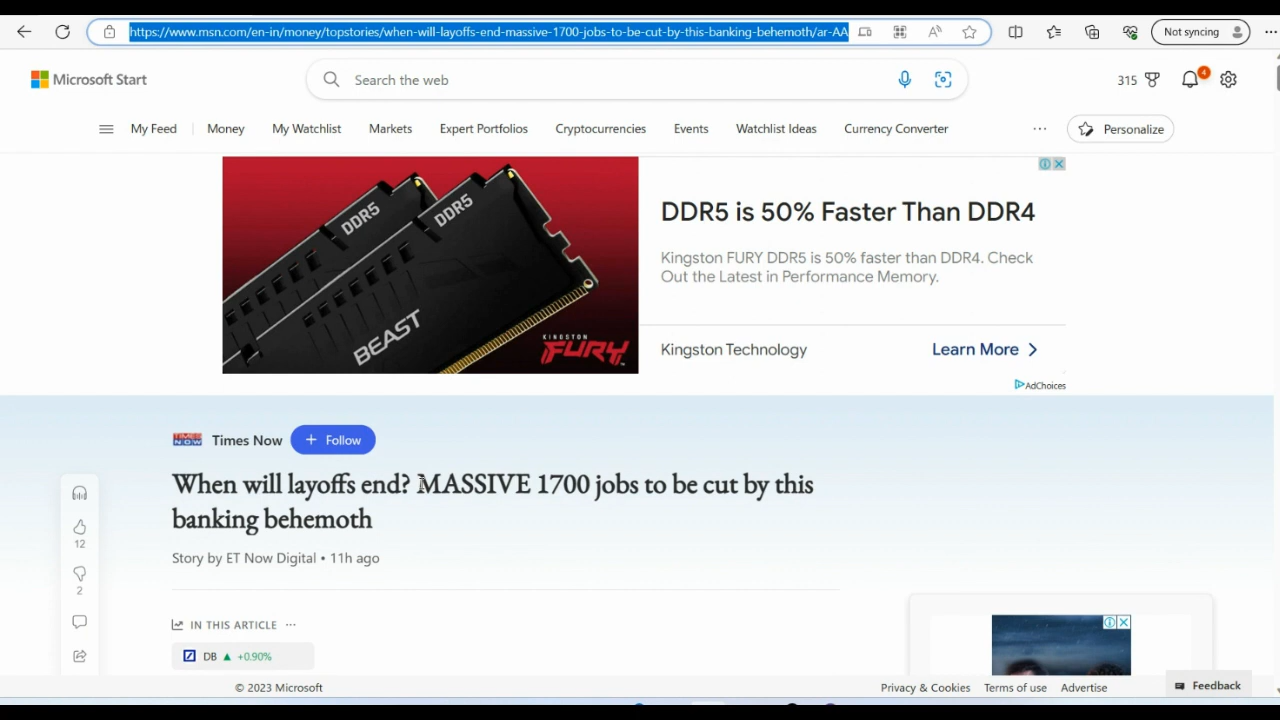 https://www.msn.com/en-in/money/topstories/when-will-layoffs-end-massive-1700-jobs-to-be-cut-by-this-banking-behemoth/ar-AA
Not syncing
Microsoft Start
Search the web
315
4
My Feed
Money
My Watchlist
Markets
Expert Portfolios
Cryptocurrencies
Events
Watchlist Ideas
Currency Converter
Personalize
DDR5
DDR5
BEAST
KINGSTON
FURY
DDR5 is 50% Faster Than DDR4
Kingston FURY DDR5 is 50% faster than DDR4. Check
Out the Latest in Performance Memory.
Kingston Technology
Learn More
AdChoices
TIMES NOW
Times Now
+ Follow
When will layoffs end? MASSIVE 1700 jobs to be cut by this
banking behemoth
Story by ET Now Digital • 11h ago
12
2
IN THIS ARTICLE
DB ▲ +0.90%
© 2023 Microsoft
Privacy & Cookies
Terms of use
Advertise
Feedback